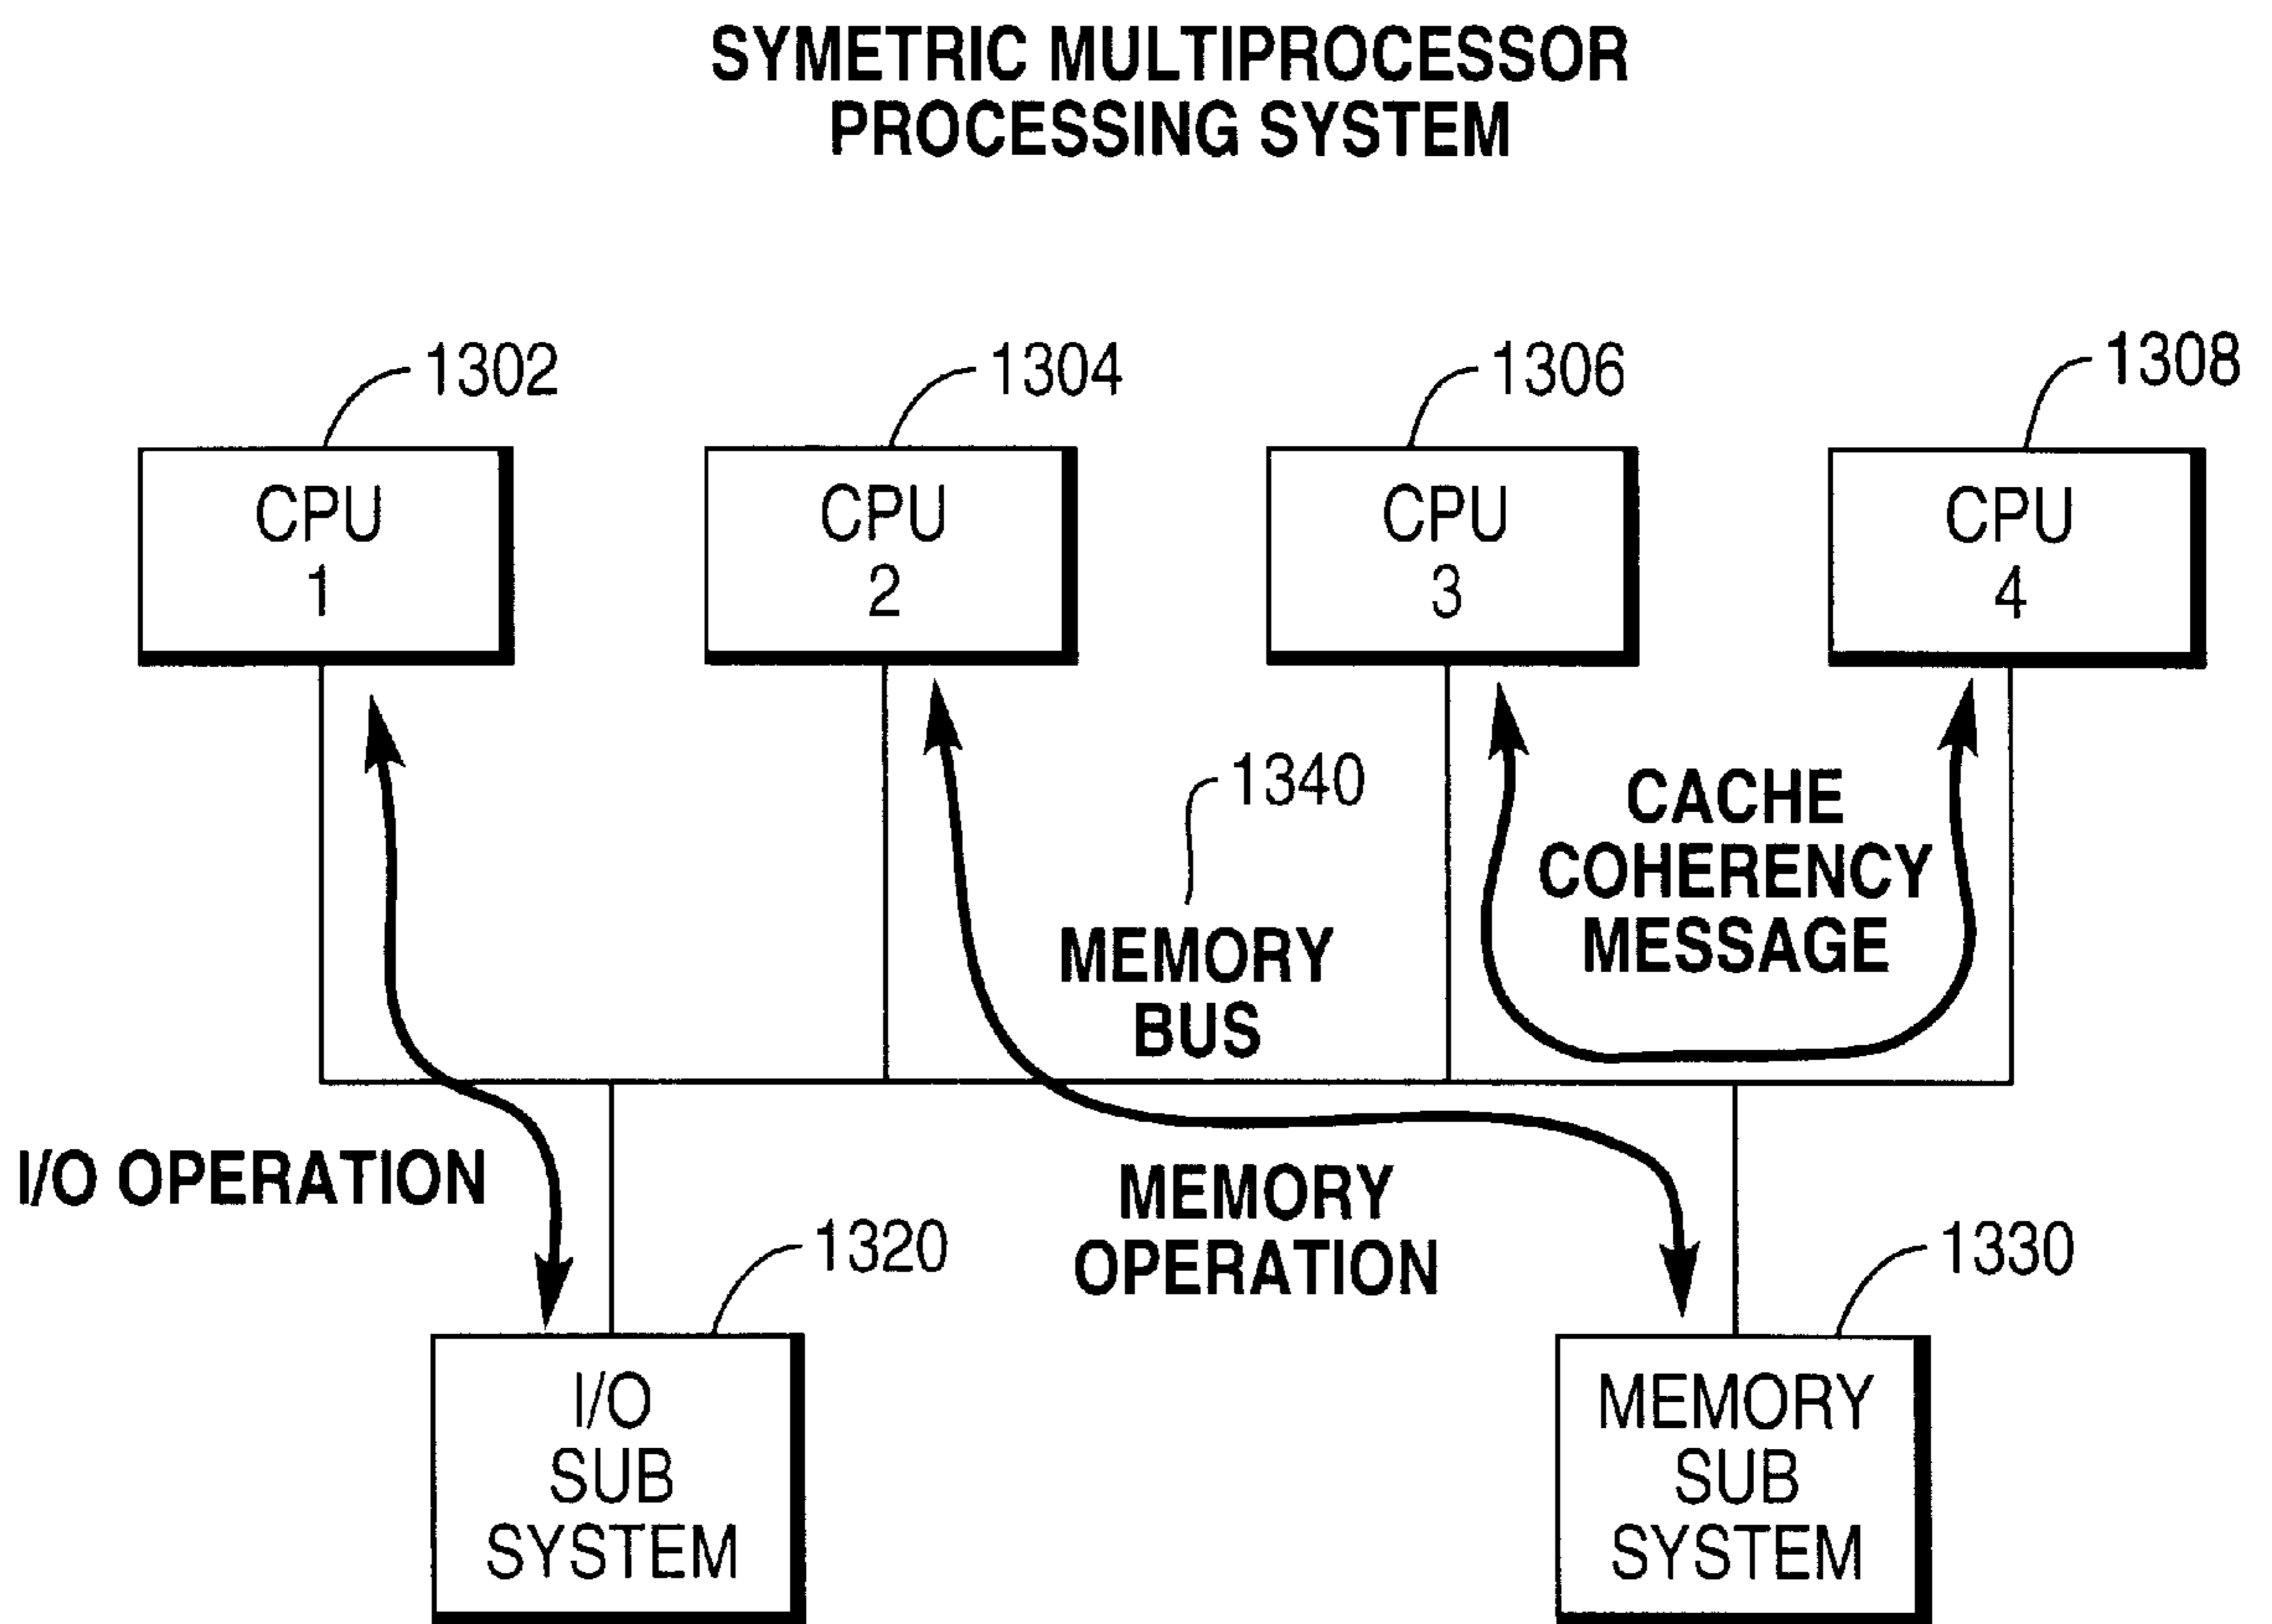 SYMETRIC MULTIPROCESSOR
PROCESSING SYSTEM
1302
1304
1306
1308
CPU
1
CPU
2
CPU
3
CPU
4
1340
CACHE
COHERENCY
MESSAGE
MEMORY
BUS
I/O OPERATION
MEMORY
OPERATION
1320
1330
I/O
SUB
SYSTEM
MEMORY
SUB
SYSTEM